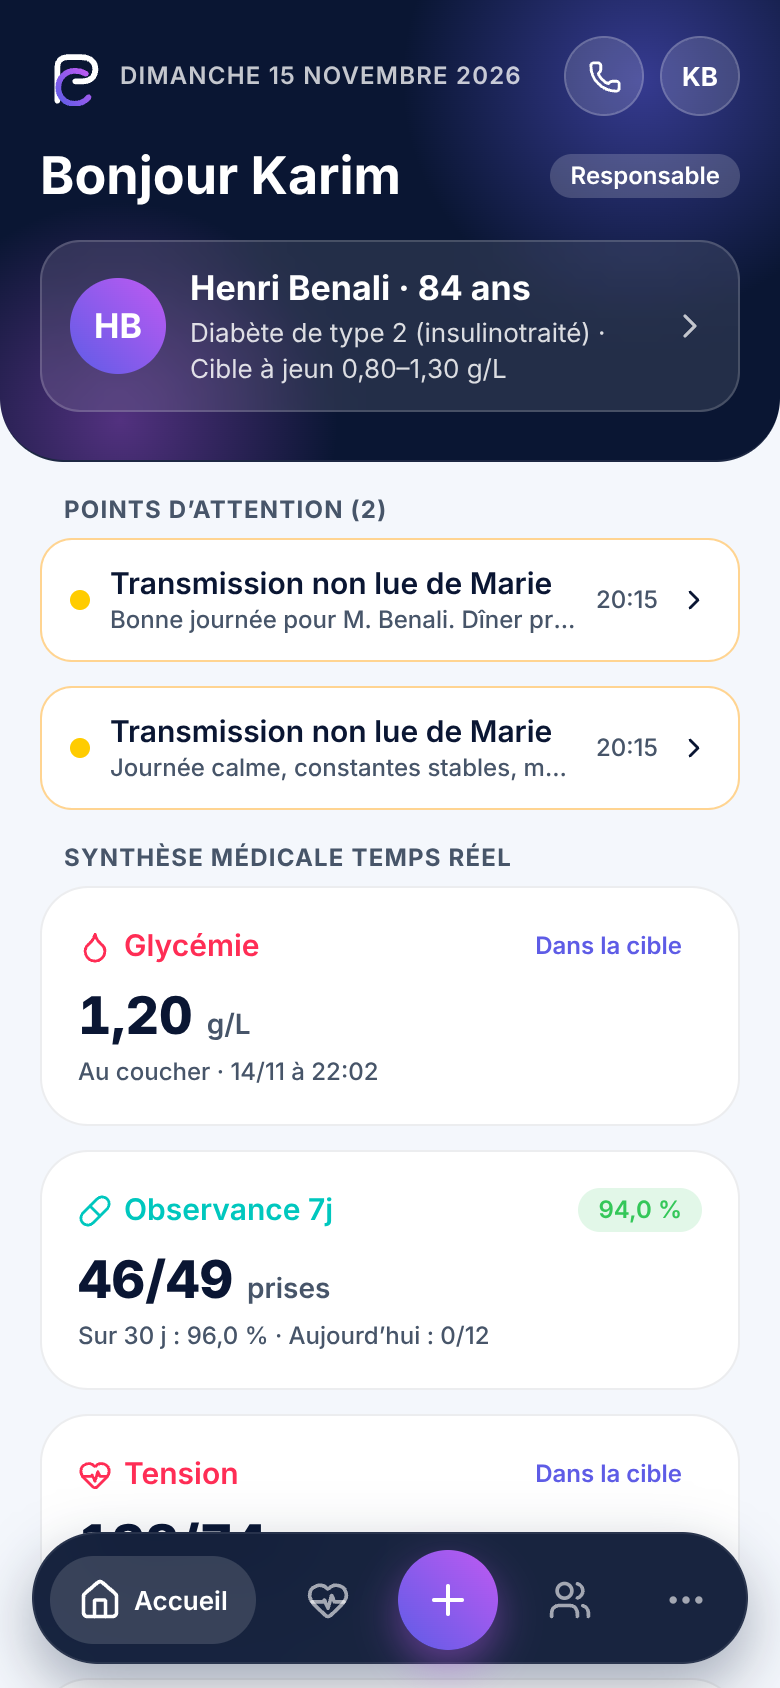 DIMANCHE 15 NOVEMBRE 2026
KB
Bonjour Karim
Responsable
HB
Henri Benali · 84 ans
Diabète de type 2 (insulinotraité) ·
Cible à jeun 0,80–1,30 g/L
POINTS D’ATTENTION (2)
Transmission non lue de Marie
Bonne journée pour M. Benali. Dîner pr...
20:15
Transmission non lue de Marie
Journée calme, constantes stables, m...
20:15
SYNTHÈSE MÉDICALE TEMPS RÉEL
Glycémie
Dans la cible
1,20 g/L
Au coucher · 14/11 à 22:02
Observance 7j
94,0 %
46/49 prises
Sur 30 j : 96,0 % · Aujourd’hui : 0/12
Tension
Dans la cible
Accueil